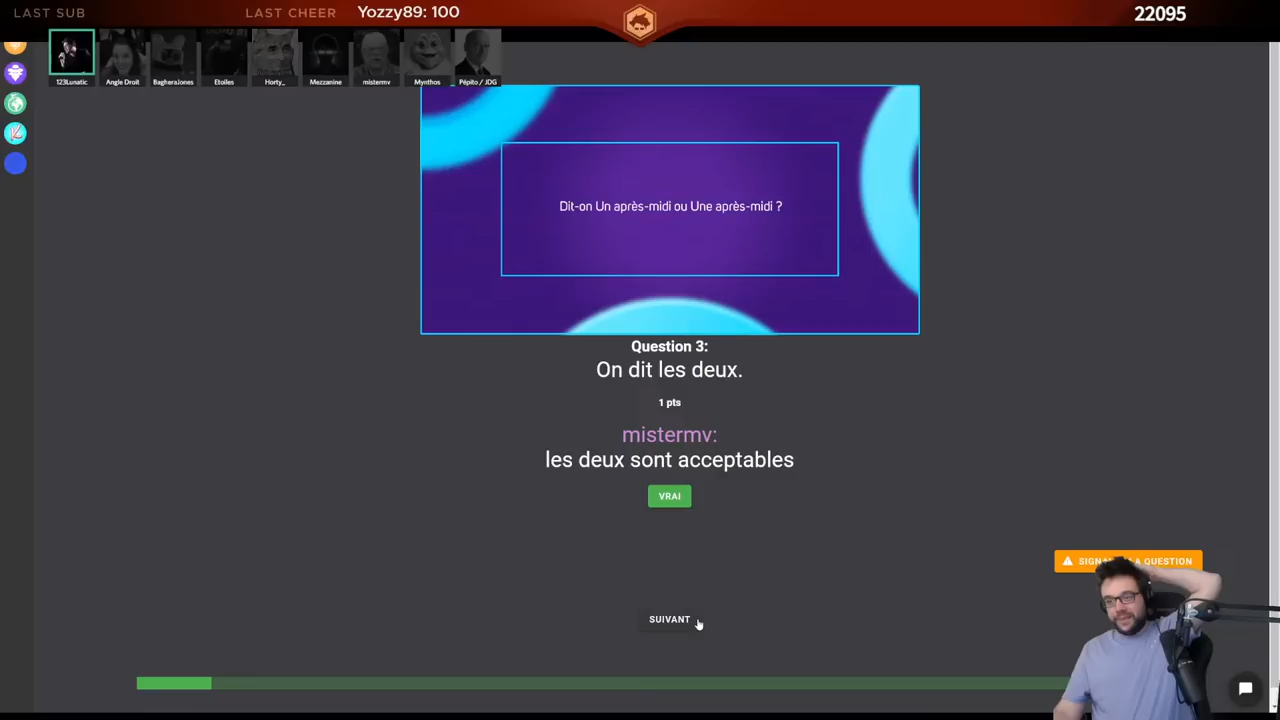 LAST SUB
LAST CHEER
Yozzy89: 100
22095
123Lunatic
Angle Droit
BagheraJones
Etoiles
Horty_
Mezzanine
mistermv
Mynthos
Pépito / JDG
Dit-on Un après-midi ou Une après-midi ?
Question 3:
On dit les deux.
1 pts
mistermv:
les deux sont acceptables
VRAI
LA QUESTION
SUIVANT